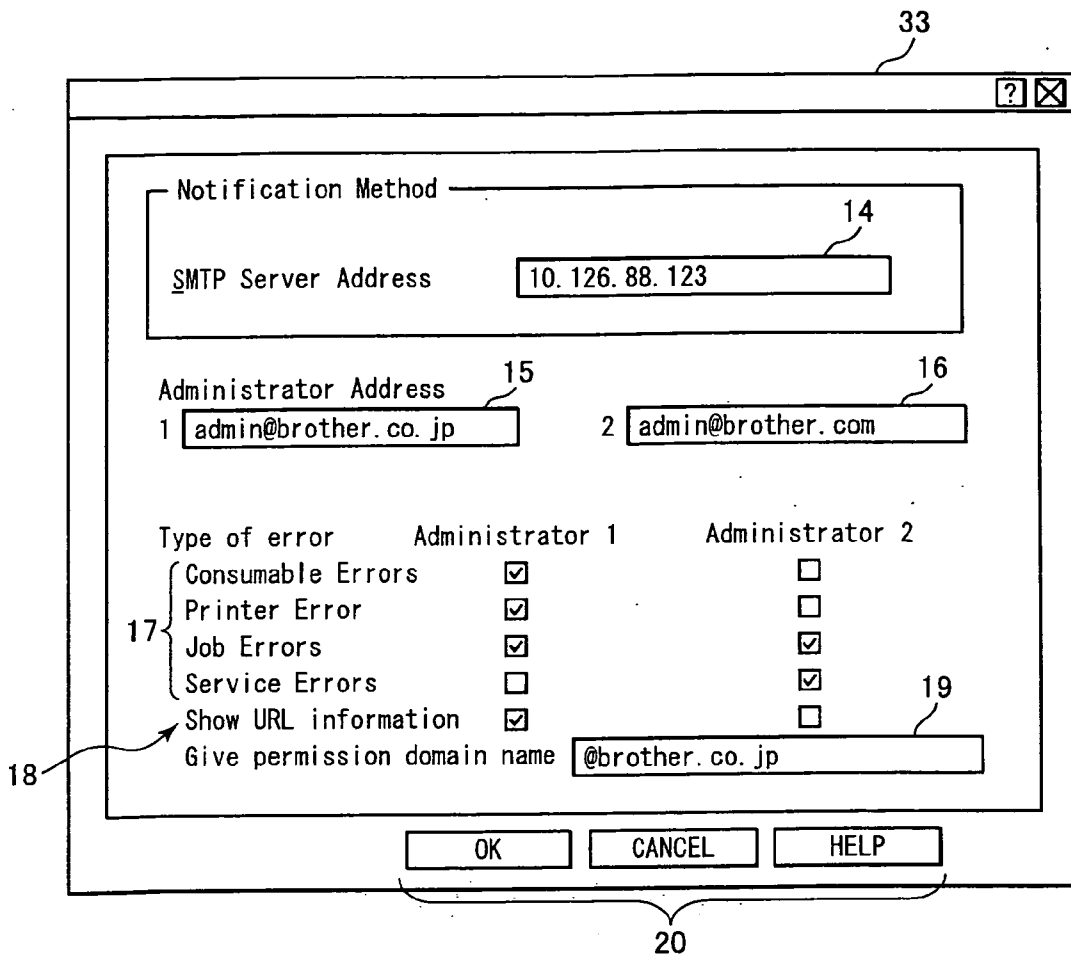 33
?
Notification Method
14
SMTP Server Address 10.126.88.123
Administrator Address 15 16
1 admin@brother.co.jp 2 admin@brother.com
Type of error Administrator 1 Administrator 2
Consumable Errors
Printer Error
17
Job Errors
Service Errors
19
Show URL information
18
Give permission domain name @brother.co.jp
OK CANCEL HELP
20